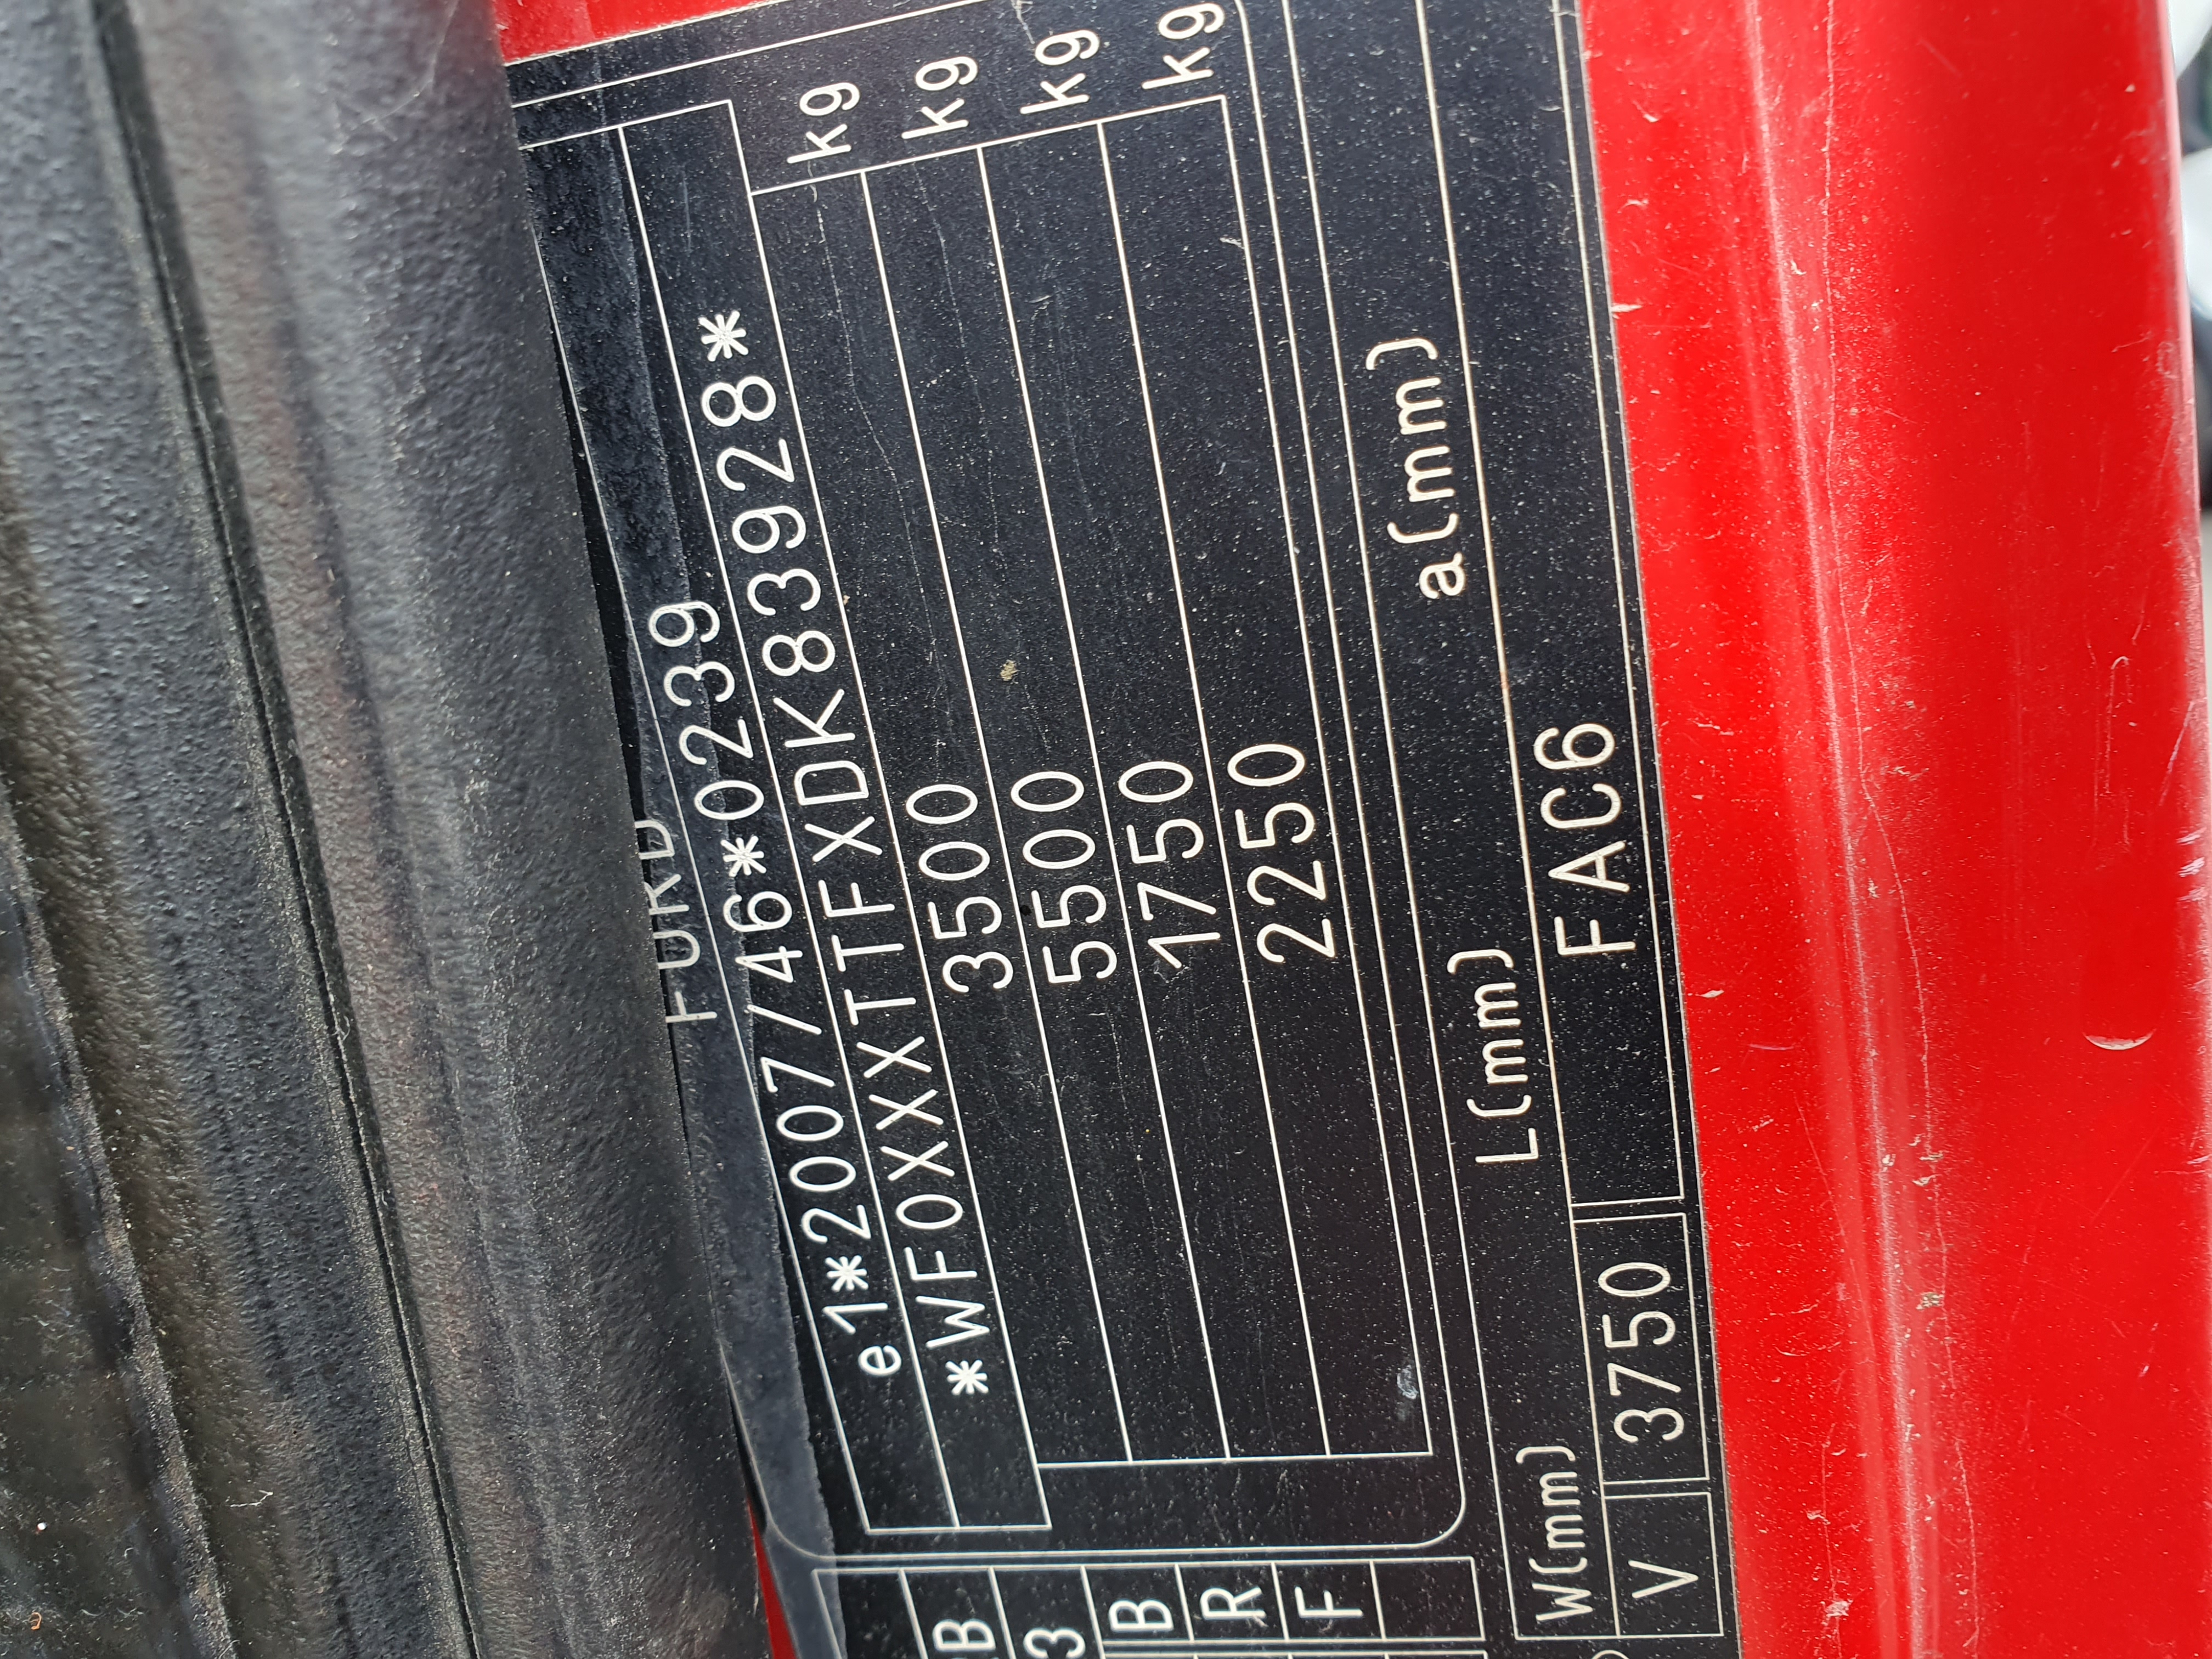 FORD
e1*2007/46*0239
*WF0XXXTTFXDK83928*
3500 kg
5500 kg
1750 kg
2250 kg
B
3
B
R
F
W(mm) L(mm) a(mm)
V 3750 FAC6